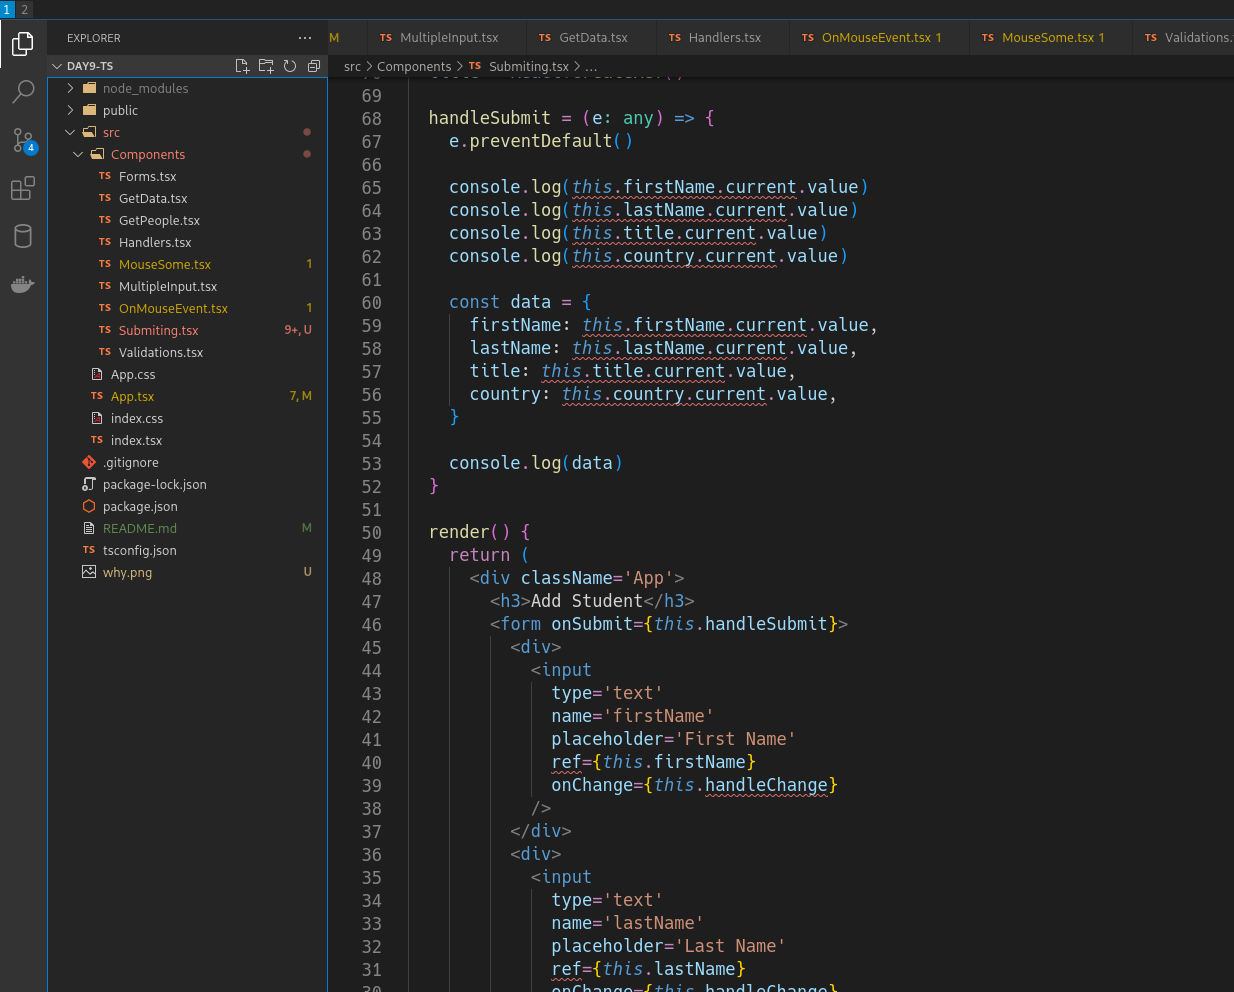 1 2
EXPLORER ...
DAY9-TS
node_modules
public
src
Components
TS Forms.tsx
TS GetData.tsx
TS GetPeople.tsx
TS Handlers.tsx
TS MouseSome.tsx 1
TS MultipleInput.tsx
TS OnMouseEvent.tsx 1
TS Submiting.tsx 9+, U
TS Validations.tsx
App.css
TS App.tsx 7, M
index.css
TS index.tsx
.gitignore
package-lock.json
package.json
README.md M
TS tsconfig.json
why.png U
4
M TS MultipleInput.tsx TS GetData.tsx TS Handlers.tsx TS OnMouseEvent.tsx 1 TS MouseSome.tsx 1 TS Validations.
src > Components > TS Submiting.tsx > ...
69
68 handleSubmit = (e: any) => {
67 e.preventDefault()
66
65 console.log(this.firstName.current.value)
64 console.log(this.lastName.current.value)
63 console.log(this.title.current.value)
62 console.log(this.country.current.value)
61
60 const data = {
59 firstName: this.firstName.current.value,
58 lastName: this.lastName.current.value,
57 title: this.title.current.value,
56 country: this.country.current.value,
55 }
54
53 console.log(data)
52 }
51
50 render() {
49 return (
48 <div className='App'>
47 <h3>Add Student</h3>
46 <form onSubmit={this.handleSubmit}>
45 <div>
44 <input
43 type='text'
42 name='firstName'
41 placeholder='First Name'
40 ref={this.firstName}
39 onChange={this.handleChange}
38 />
37 </div>
36 <div>
35 <input
34 type='text'
33 name='lastName'
32 placeholder='Last Name'
31 ref={this.lastName}
30 onChange={this.handleChange}